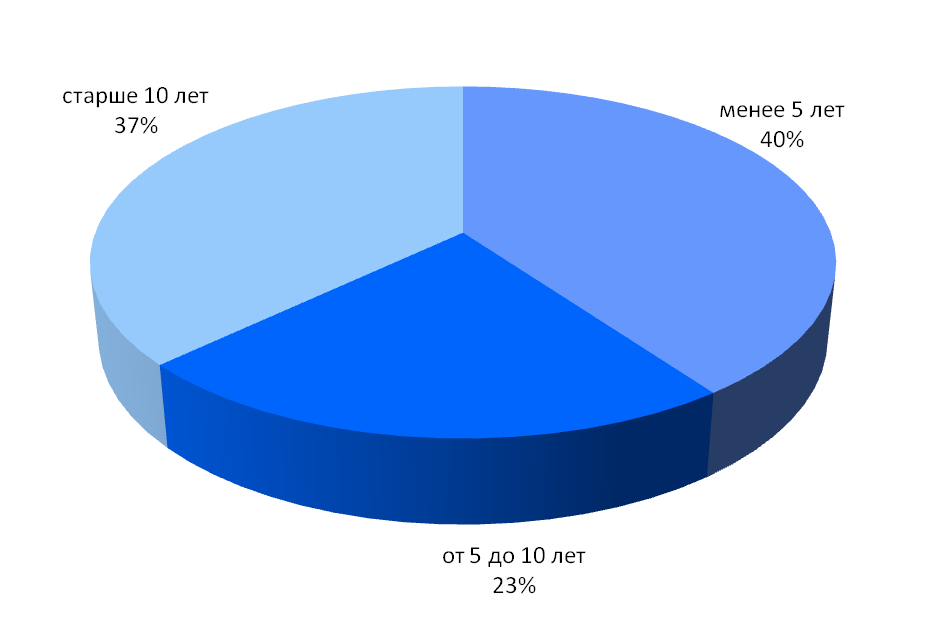 старше 10 лет
37%
менее 5 лет
40%
от 5 до 10 лет
23%